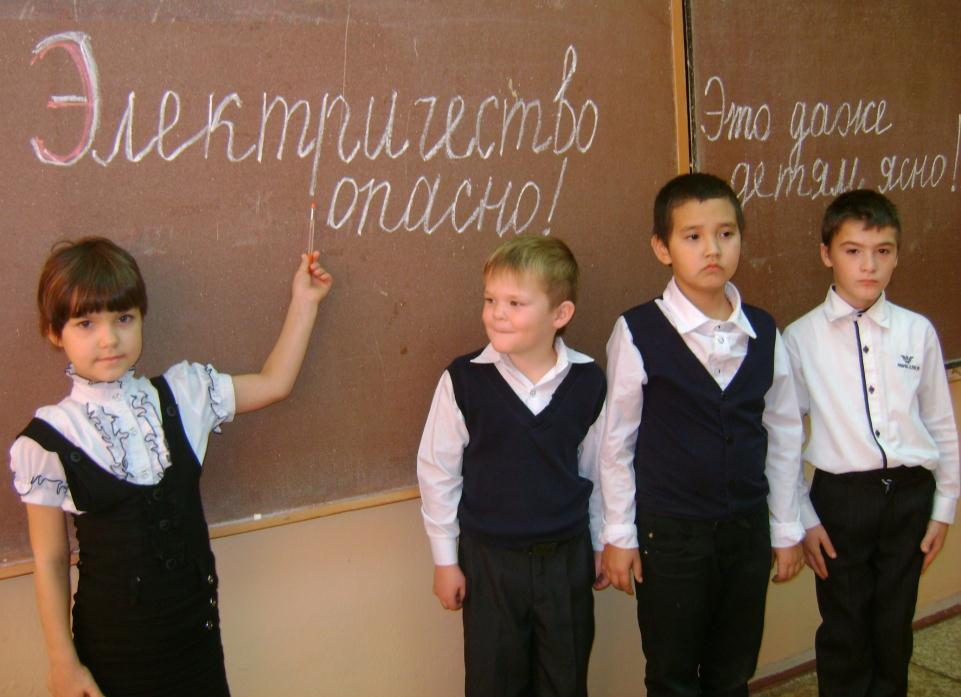 Электричество
опасно!
Это даже
детям ясно!